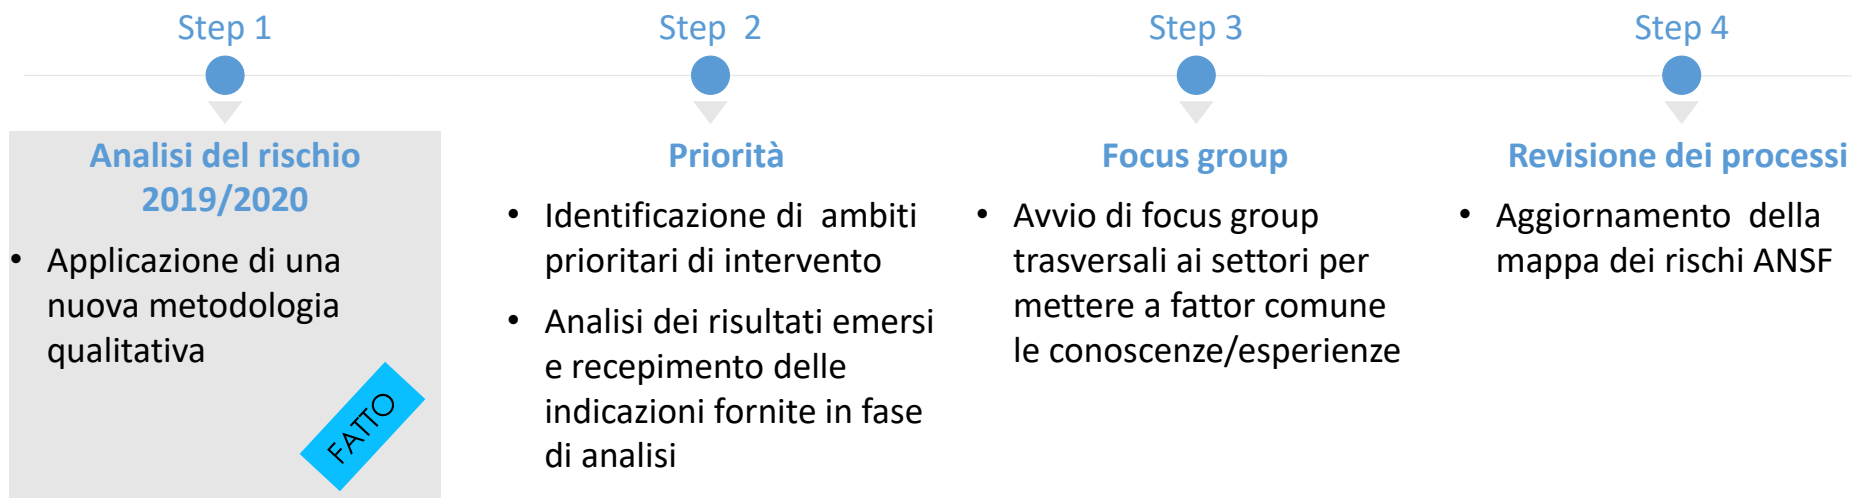 Step 1
Analisi del rischio
2019/2020
• Applicazione di una
nuova metodologia
qualitativa
FATTO
Step 2
Priorità
• Identificazione di ambiti
prioritari di intervento
• Analisi dei risultati emersi
e recepimento delle
indicazioni fornite in fase
di analisi
Step 3
Focus group
• Avvio di focus group
trasversali ai settori per
mettere a fattor comune
le conoscenze/esperienze
Step 4
Revisione dei processi
• Aggiornamento della
mappa dei rischi ANSF